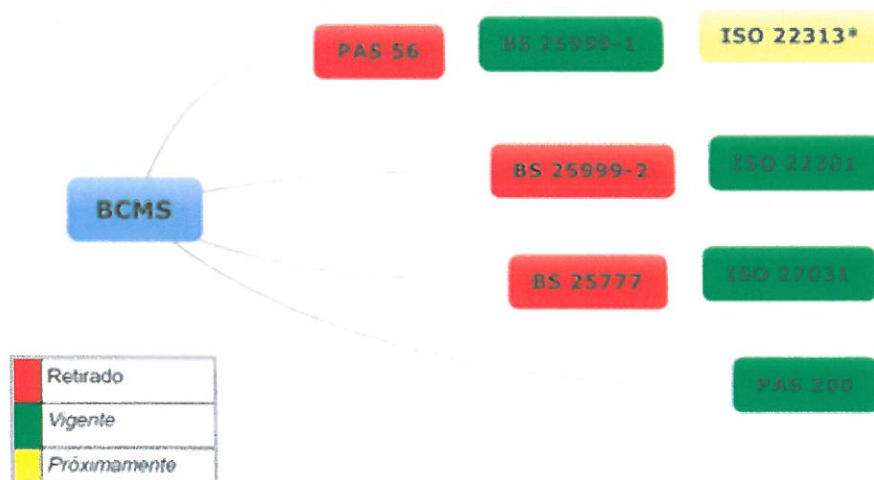 PAS 56
BS 25999-1
ISO 22313*
BS 25999-2
ISO 22301
BCMS
BS 25777
ISO 27031
PAS 200
Retirado
Vigente
Próximamente